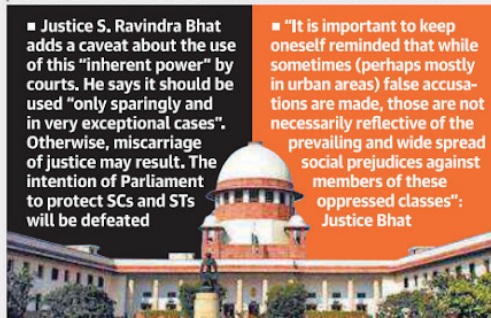 ▪ Justice S. Ravindra Bhat
adds a caveat about the use
of this "inherent power" by
courts. He says it should be
used "only sparingly and
in very exceptional cases".
Otherwise, miscarriage
of justice may result. The
intention of Parliament
to protect SCs and STs
will be defeated
▪ "It is important to keep
oneself reminded that while
sometimes (perhaps mostly
in urban areas) false accusa-
tions are made, those are not
necessarily reflective of the
prevailing and wide spread
social prejudices against
members of these
oppressed classes":
Justice Bhat